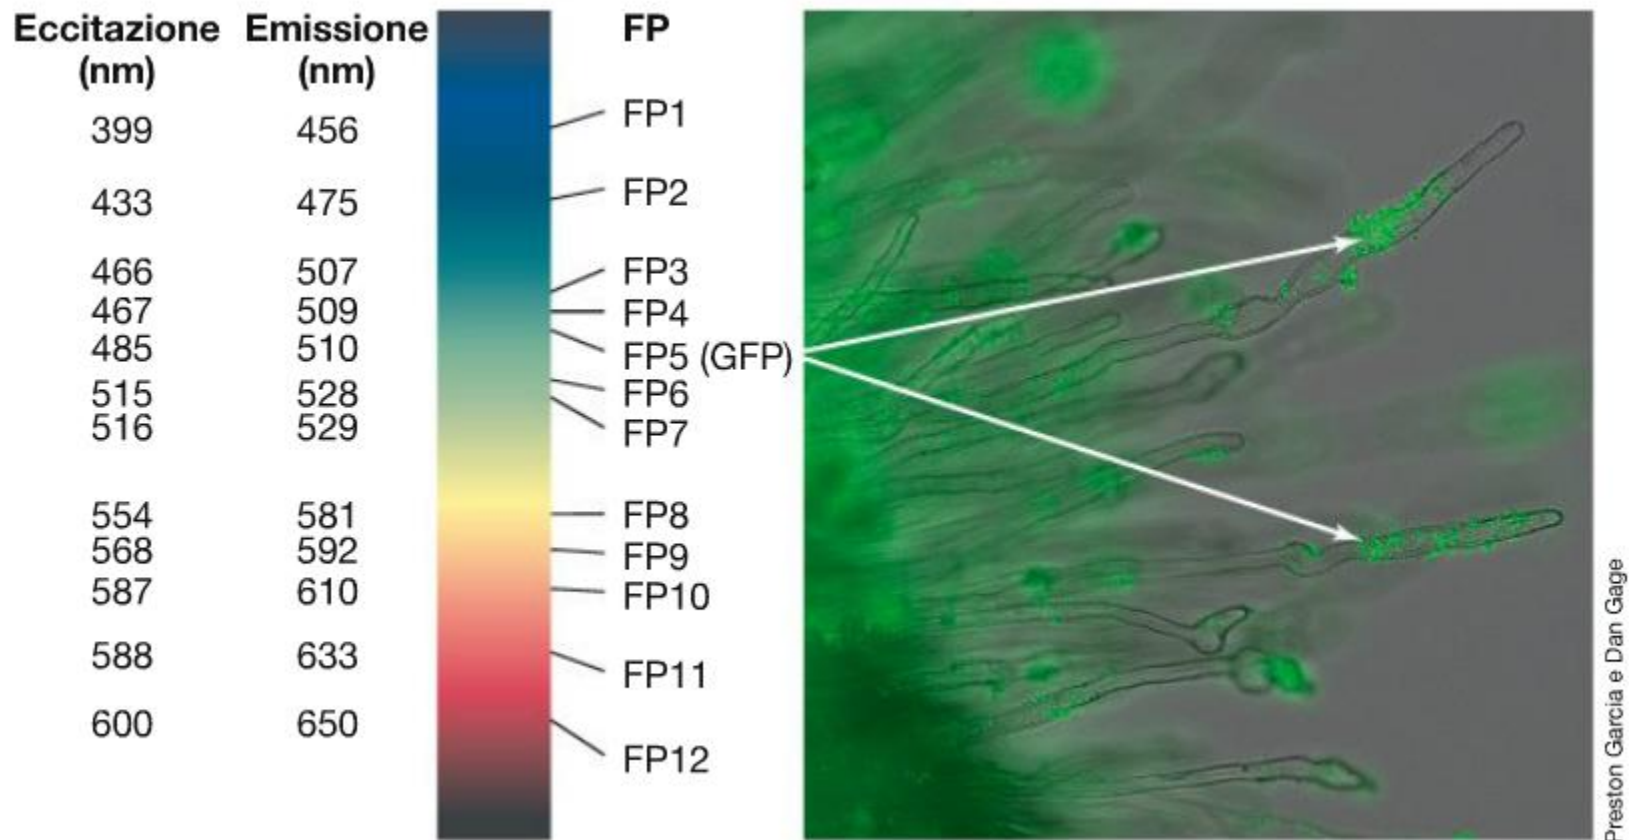 Eccitazione Emissione FP
(nm) (nm)
399 456 FP1
433 475 FP2
466 507 FP3
467 509 FP4
485 510 FP5 (GFP)
515 528 FP6
516 529 FP7
554 581 FP8
568 592 FP9
587 610 FP10
588 633 FP11
600 650 FP12
Preston Garcia e Dan Gage